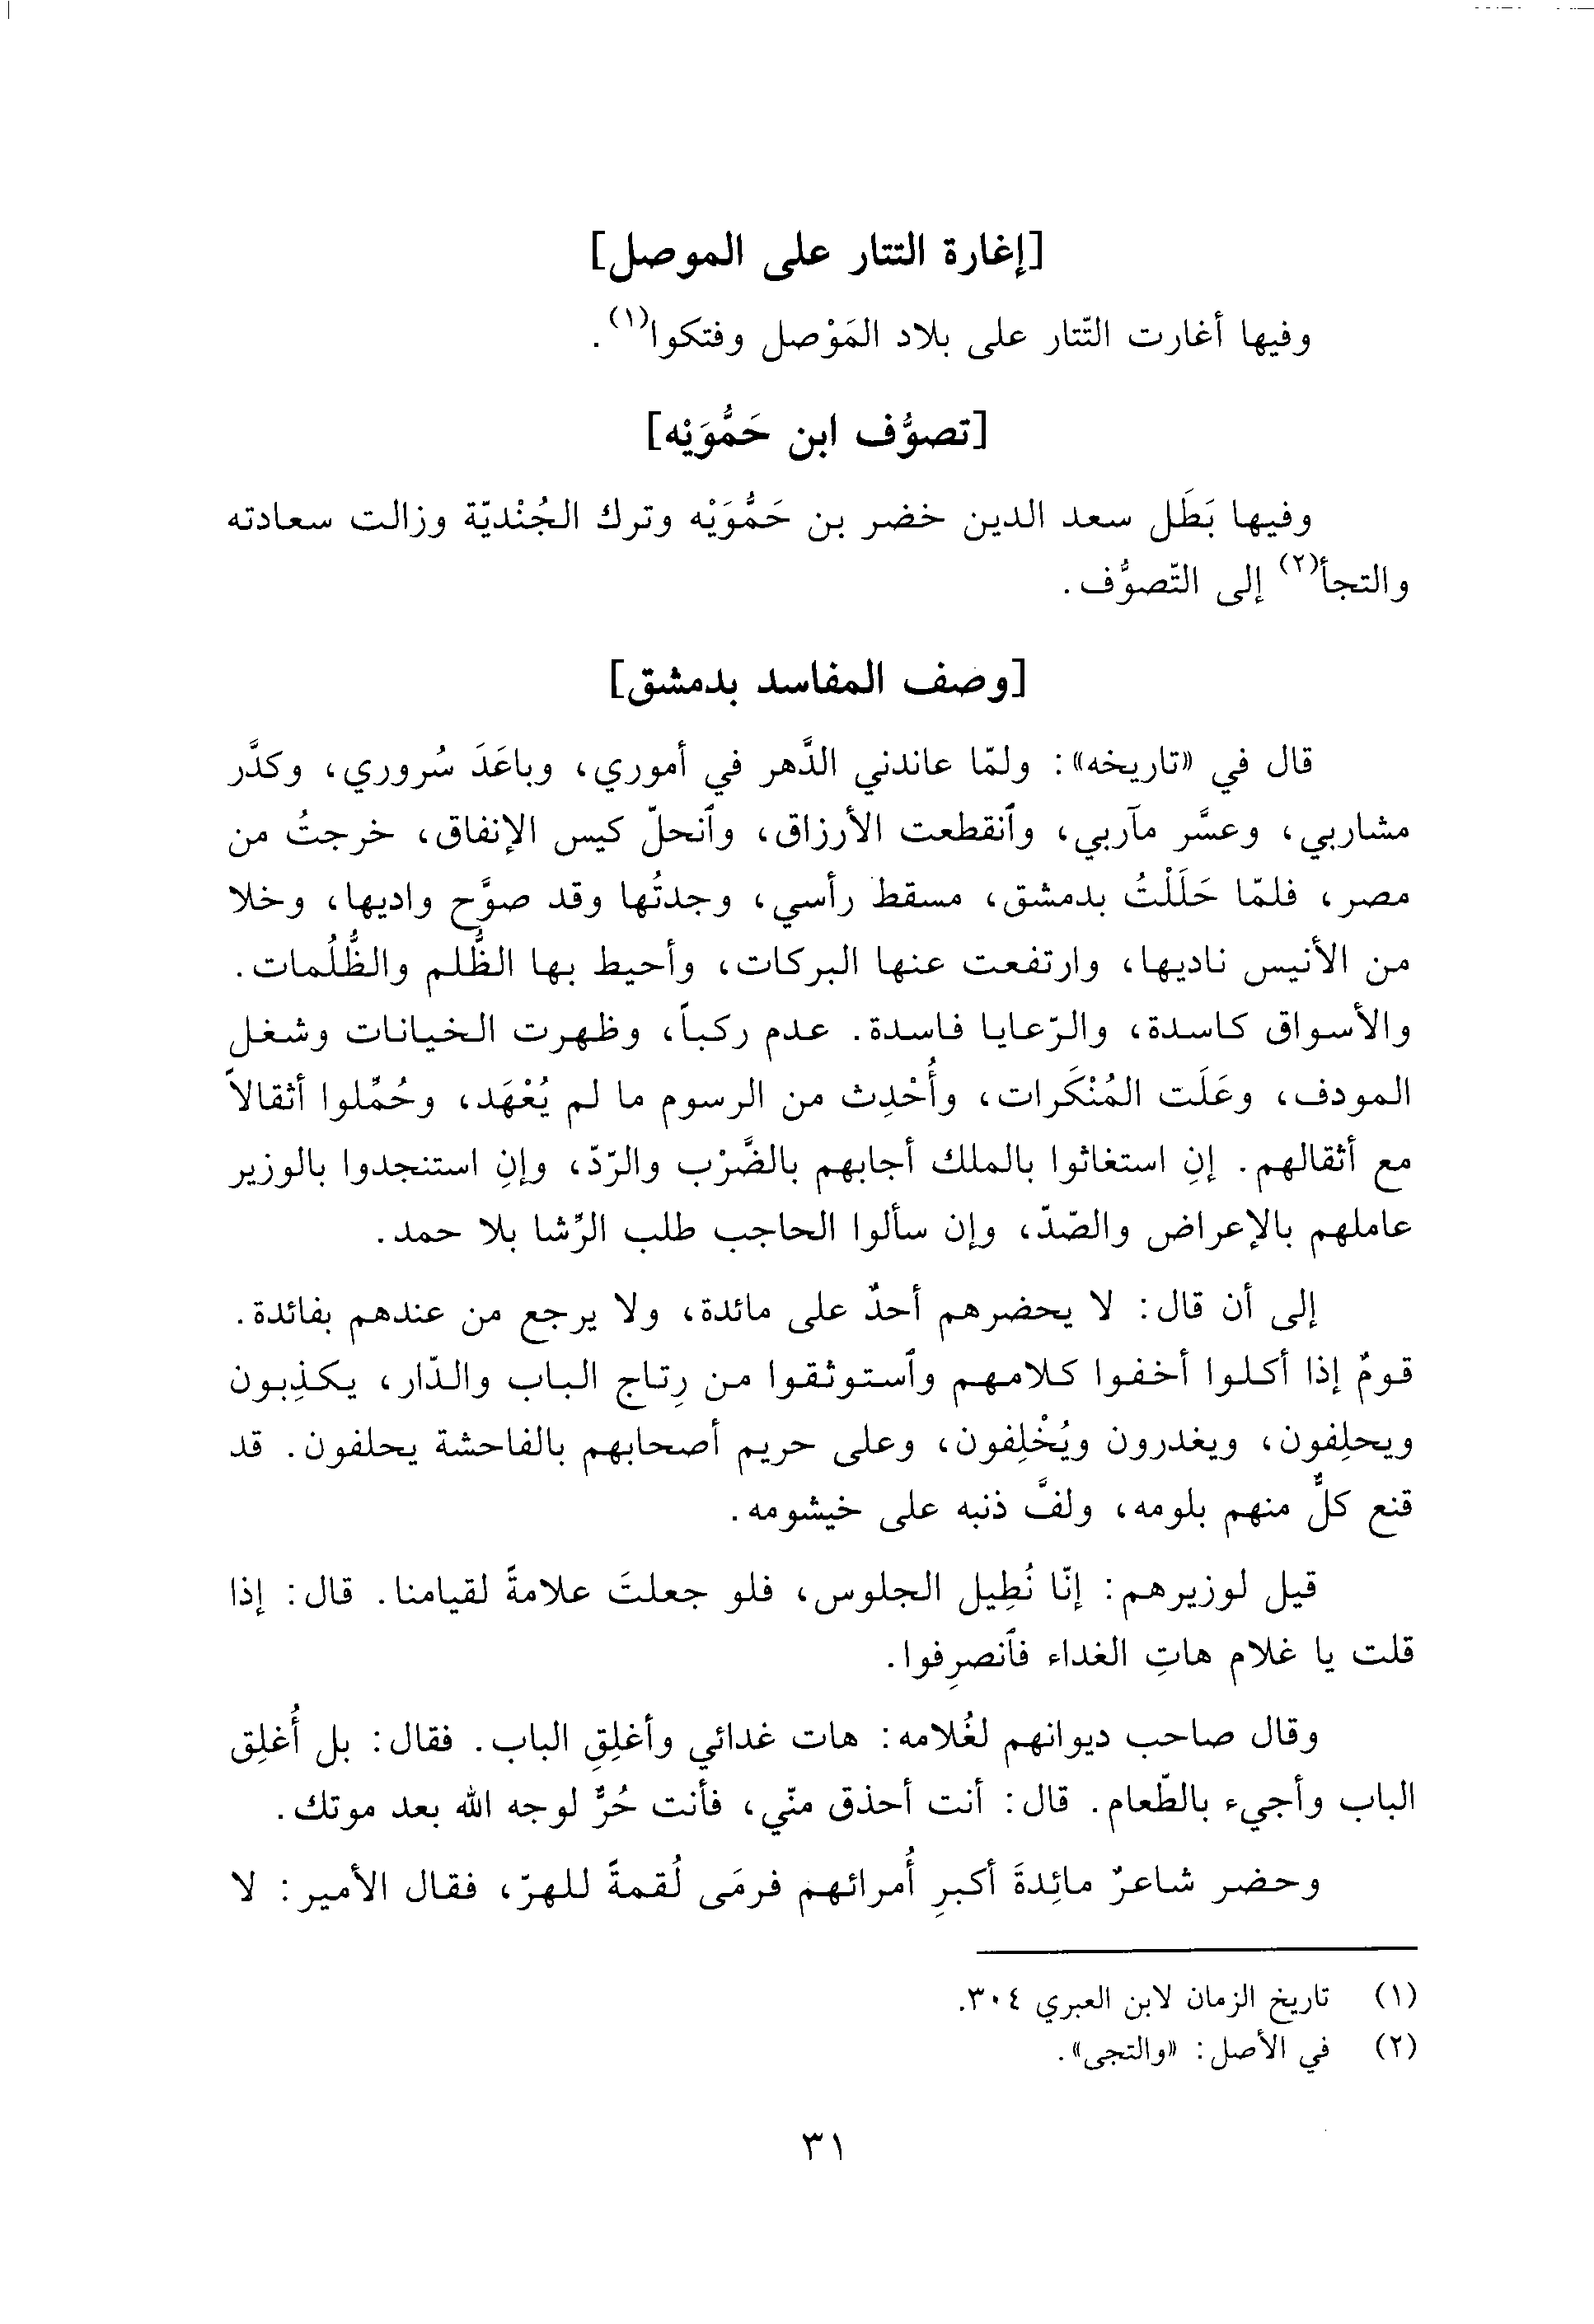 [إغارة التتار على الموصل]
وفيها أغارت التّتار على بلاد المَوْصل وفتكوا(١).
[تصوُّف ابن حَمُّوَيْه]
وفيها بَطَل سعد الدين خضر بن حَمُّوَيْه وترك الجُنْديّة وزالت سعادته
والتجأ(٢) إلى التّصوُّف.
[وصف المفاسد بدمشق]
قال في «تاريخه»: ولمّا عاندني الدَّهر في أموري، وباعَدَ سُروري، وكدَّر
مشاربي، وعسَّر مآربي، وٱنقطعت الأرزاق، وٱنحلّ كيس الإنفاق، خرجتُ من
مصر، فلمّا حَلَلْتُ بدمشق، مسقط رأسي، وجدتُها وقد صوَّح واديها، وخلا
من الأنيس ناديها، وارتفعت عنها البركات، وأحيط بها الظُّلم والظُّلُمات.
والأسواق كاسدة، والرّعايا فاسدة. عدم ركباً، وظهرت الخيانات وشغل
المودف، وعَلَت المُنْكَرات، وأُحْدِث من الرسوم ما لم يُعْهَد، وحُمِّلوا أثقالاً
مع أثقالهم. إنِ استغاثوا بالملك أجابهم بالضَّرْب والرّدّ، وإنِ استنجدوا بالوزير
عاملهم بالإعراض والصّدّ، وإن سألوا الحاجب طلب الرِّشا بلا حمد.
إلى أن قال: لا يحضرهم أحدٌ على مائدة، ولا يرجع من عندهم بفائدة.
قومٌ إذا أكلوا أخفوا كلامهم وٱستوثقوا من رِتاج الباب والدّار، يكذِبون
ويحلِفون، ويغدرون ويُخْلِفون، وعلى حريم أصحابهم بالفاحشة يحلفون. قد
قنع كلٌّ منهم بلومه، ولفَّ ذنبه على خيشومه.
قيل لوزيرهم: إنّا نُطِيل الجلوس، فلو جعلتَ علامةً لقيامنا. قال: إذا
قلت يا غلام هاتِ الغداء فٱنصرِفوا.
وقال صاحب ديوانهم لغُلامه: هات غدائي وأغلِقِ الباب. فقال: بل أُغلِق
الباب وأجيء بالطّعام. قال: أنت أحذق منّي، فأنت حُرٌّ لوجه الله بعد موتك.
وحضر شاعرٌ مائِدةَ أكبرِ أُمرائهم فرمَى لُقمةً للهرّ، فقال الأمير: لا
(١) تاريخ الزمان لابن العبري ٣٠٤.
(٢) في الأصل: «والتجى».
٣١